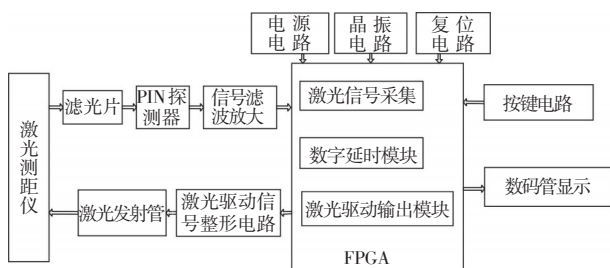 电源
电路
晶振
电路
复位
电路
激光测距仪
滤光片
PIN探
测器
信号滤
波放大
激光信号采集
数字延时模块
激光驱动输出模块
FPGA
按键电路
数码管显示
激光发射管
激光驱动信
号整形电路